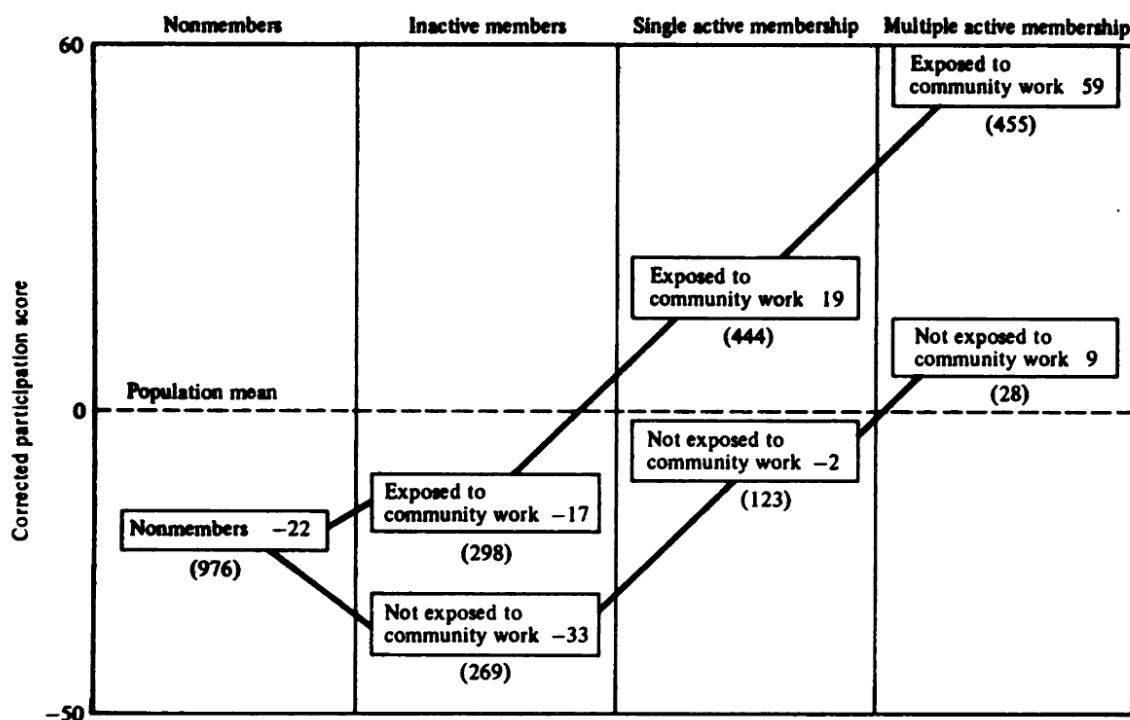 Nonmembers
Inactive members
Single active membership
Multiple active membership
60
Exposed to
community work 59
(455)
Exposed to
community work 19
(444)
Not exposed to
community work 9
(28)
Corrected participation score
Population mean
0
Not exposed to
community work −2
(123)
Exposed to
community work −17
(298)
Nonmembers −22
(976)
Not exposed to
community work −33
(269)
−50